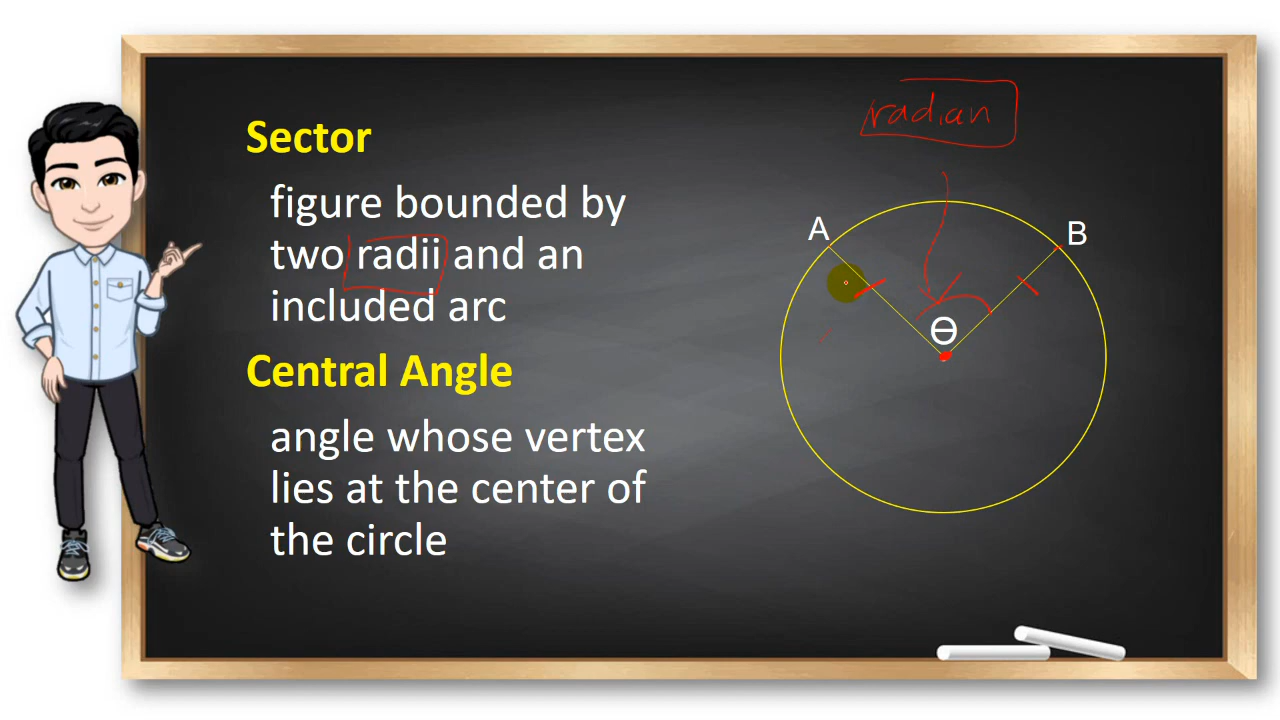 Sector
figure bounded by
two radii and an
included arc
Central Angle
angle whose vertex
lies at the center of
the circle
radian
A
B
Ө